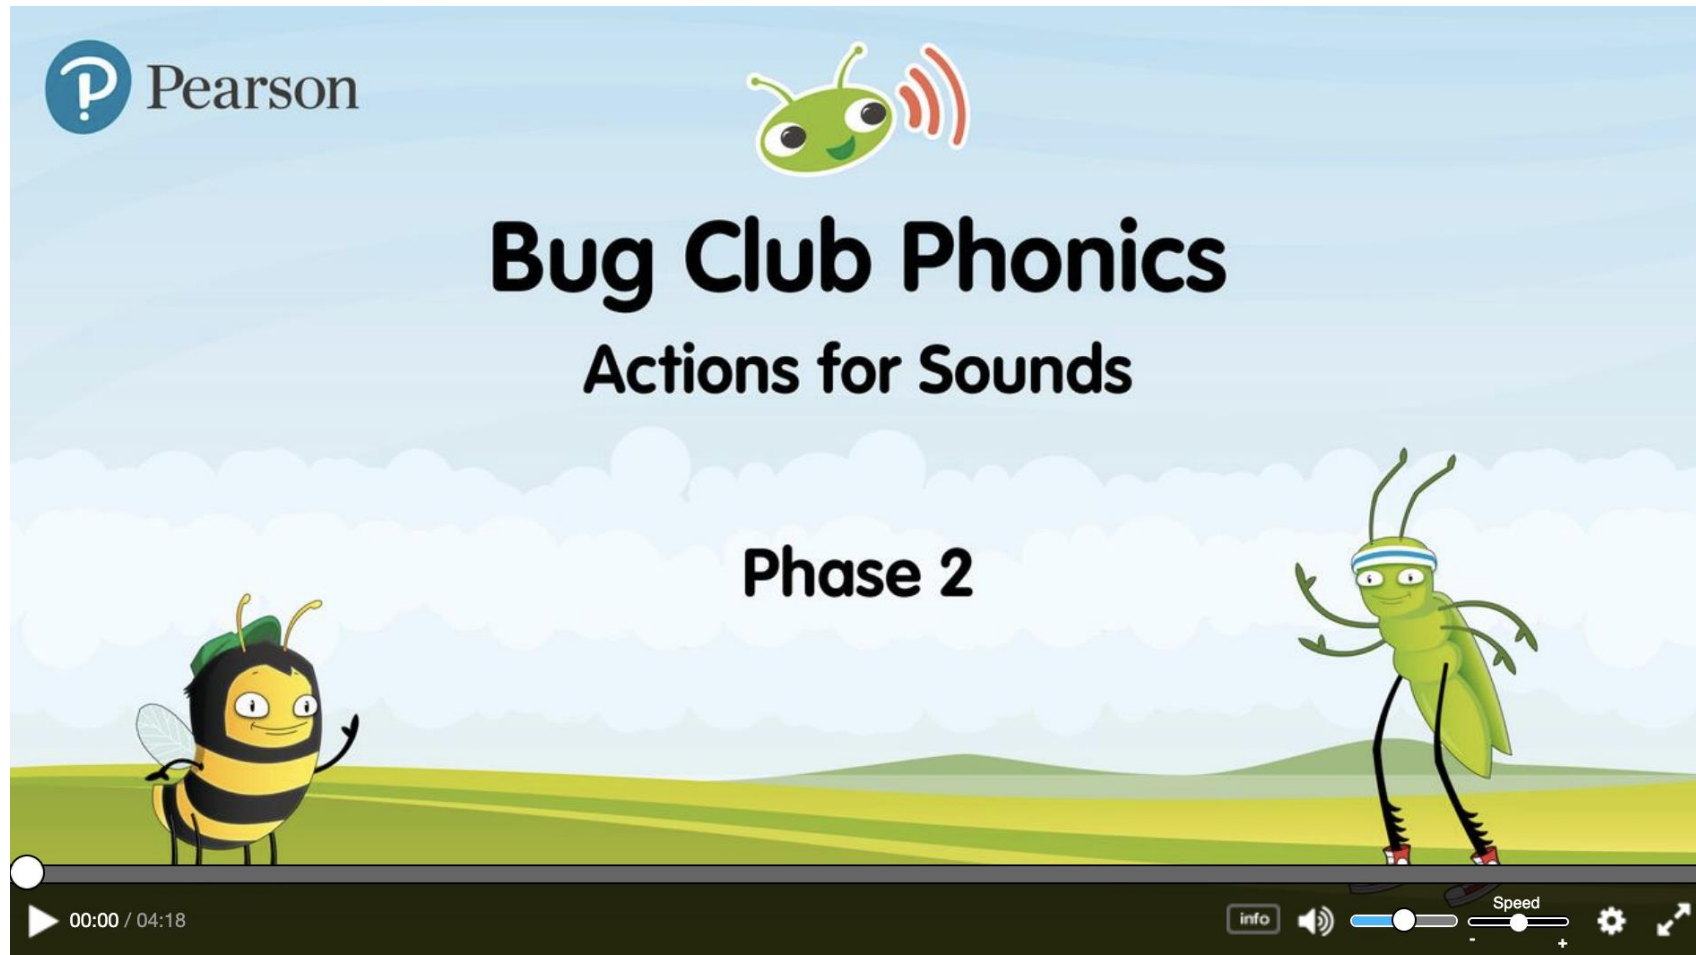 Pearson
Bug Club Phonics
Actions for Sounds
Phase 2
00:00 / 04:18
info
Speed
- +